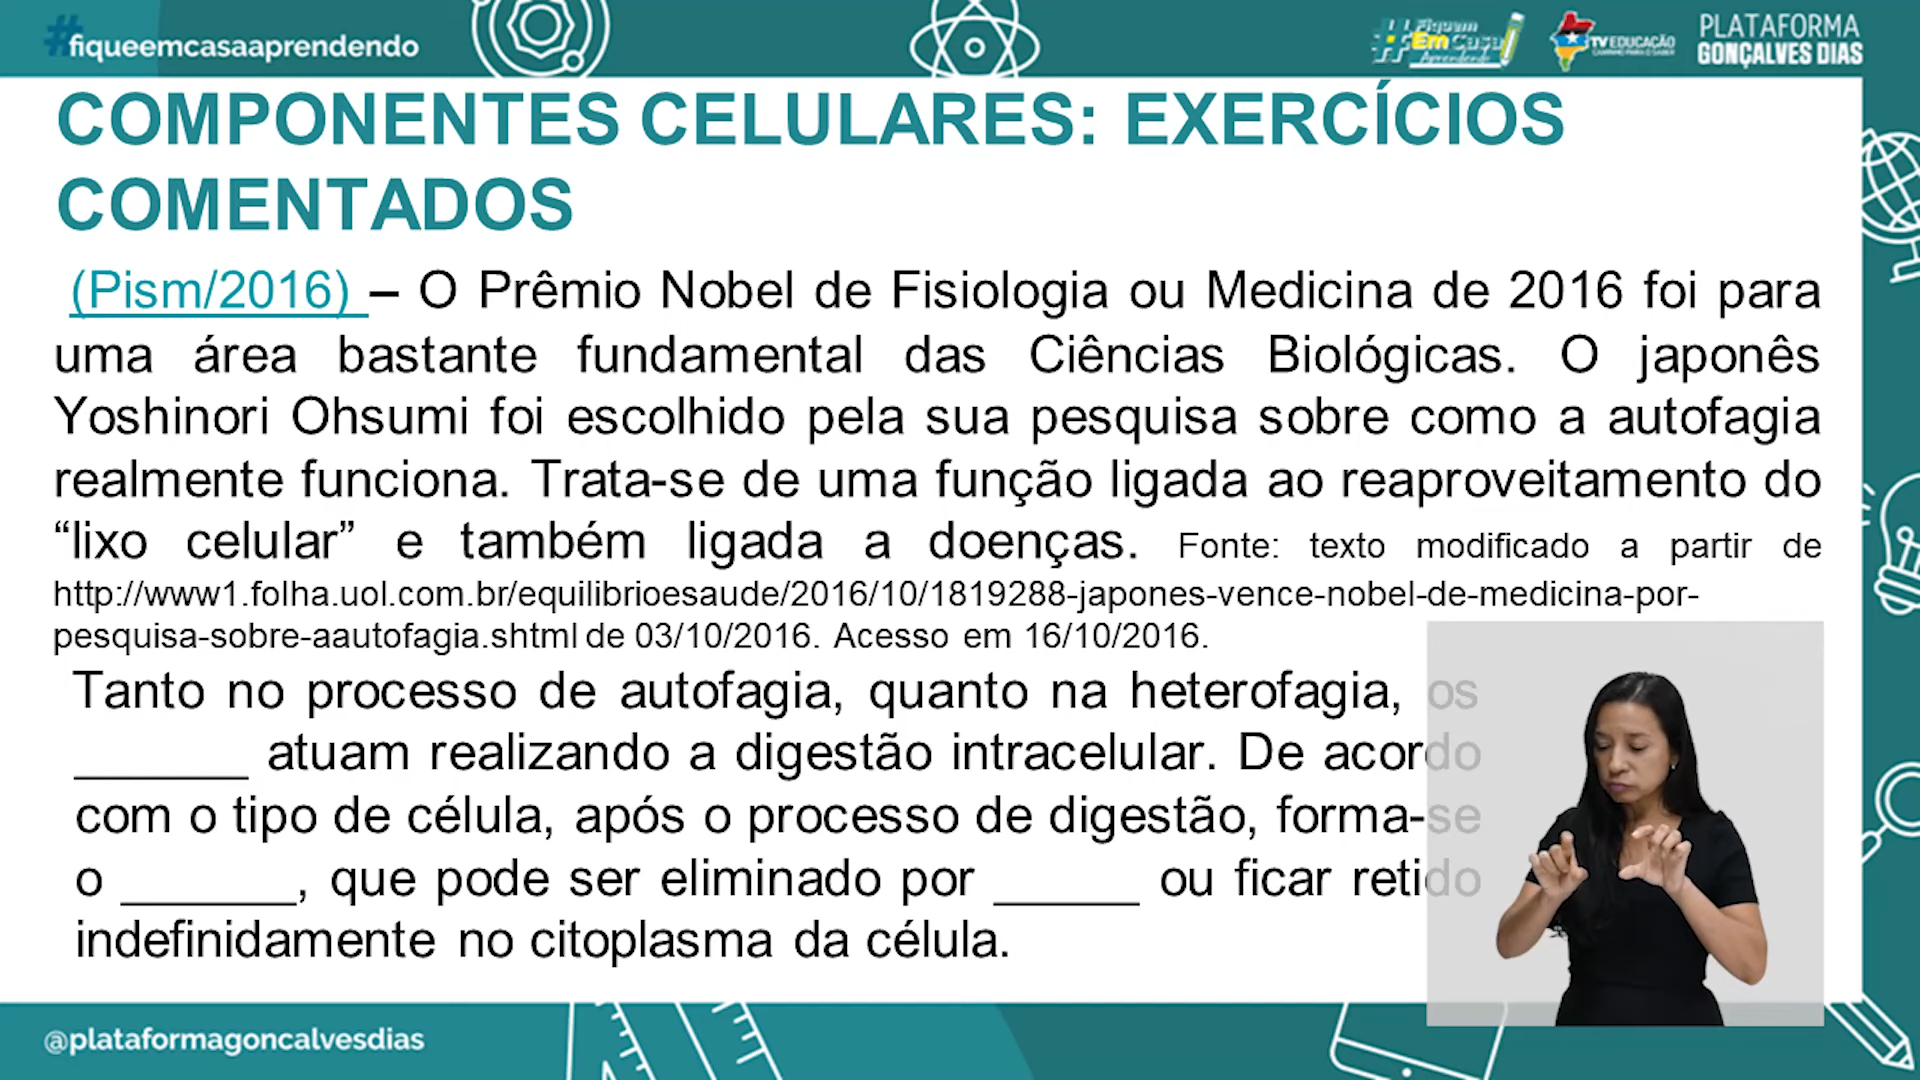 #fiqueemcasaaprendendo
#Fiquem
Em Casa
Aprendendo
TV EDUCAÇÃO
PLATAFORMA
GONÇALVES DIAS
COMPONENTES CELULARES: EXERCÍCIOS
COMENTADOS
(Pism/2016) – O Prêmio Nobel de Fisiologia ou Medicina de 2016 foi para
uma área bastante fundamental das Ciências Biológicas. O japonês
Yoshinori Ohsumi foi escolhido pela sua pesquisa sobre como a autofagia
realmente funciona. Trata-se de uma função ligada ao reaproveitamento do
“lixo celular” e também ligada a doenças. Fonte: texto modificado a partir de
http://www1.folha.uol.com.br/equilibrioesaude/2016/10/1819288-japones-vence-nobel-de-medicina-por-
pesquisa-sobre-aautofagia.shtml de 03/10/2016. Acesso em 16/10/2016.
Tanto no processo de autofagia, quanto na heterofagia, os
______ atuam realizando a digestão intracelular. De acordo
com o tipo de célula, após o processo de digestão, forma-se
o ______, que pode ser eliminado por _____ ou ficar retido
indefinidamente no citoplasma da célula.
@plataformagoncalvesdias